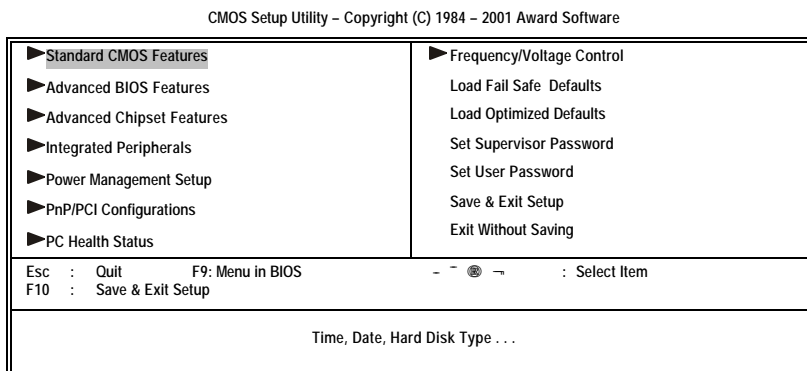 CMOS Setup Utility – Copyright (C) 1984 – 2001 Award Software
Standard CMOS Features
Advanced BIOS Features
Advanced Chipset Features
Integrated Peripherals
Power Management Setup
PnP/PCI Configurations
PC Health Status
Frequency/Voltage Control
Load Fail Safe Defaults
Load Optimized Defaults
Set Supervisor Password
Set User Password
Save & Exit Setup
Exit Without Saving
Esc : Quit F9: Menu in BIOS : Select Item
F10 : Save & Exit Setup
Time, Date, Hard Disk Type . . .